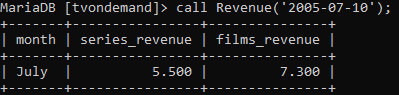 MariaDB [tvondemand]> call Revenue('2005-07-10');
+-------+----------------+---------------+
| month | series_revenue | films_revenue |
+-------+----------------+---------------+
| July  |          5.500 |         7.300 |
+-------+----------------+---------------+